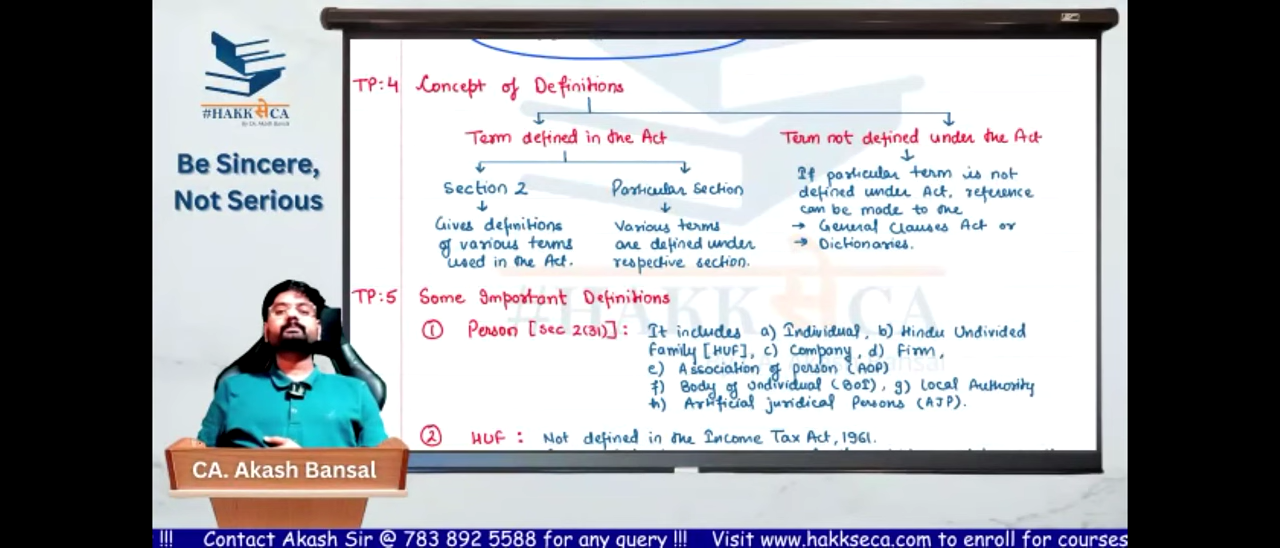 #HAKKसेCA
by CA. Akash Bansal
Be Sincere,
Not Serious
CA. Akash Bansal
TP:4 Concept of Definitions
Term defined in the Act
Term not defined under the Act
Section 2
Particular Section
Gives definitions
of various terms
used in the Act.
Various terms
are defined under
respective section.
If particular term is not
defined under Act, reference
can be made to the
→ General Clauses Act or
→ Dictionaries.
TP:5 Some Important Definitions
① Person [Sec 2(31)] : It includes a) Individual, b) Hindu Undivided
Family [HUF], c) Company, d) Firm,
e) Association of person (AOP)
f) Body of Individual (BOI), g) Local Authority
h) Artificial juridical Persons (AJP).
② HUF : Not defined in the Income Tax Act, 1961.
#HAKKसेCA
!!! Contact Akash Sir @ 783 892 5588 for any query !!! Visit www.hakkseca.com to enroll for courses